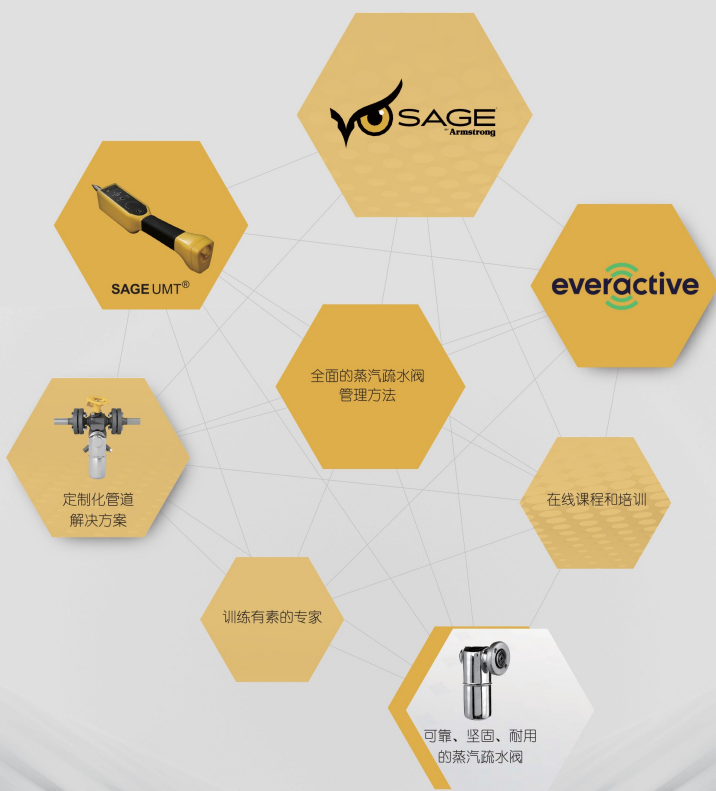 SAGE
BY Armstrong
SAGE UMT®
everactive
全面的蒸汽疏水阀
管理方法
定制化管道
解决方案
在线课程和培训
训练有素的专家
可靠、坚固、耐用
的蒸汽疏水阀